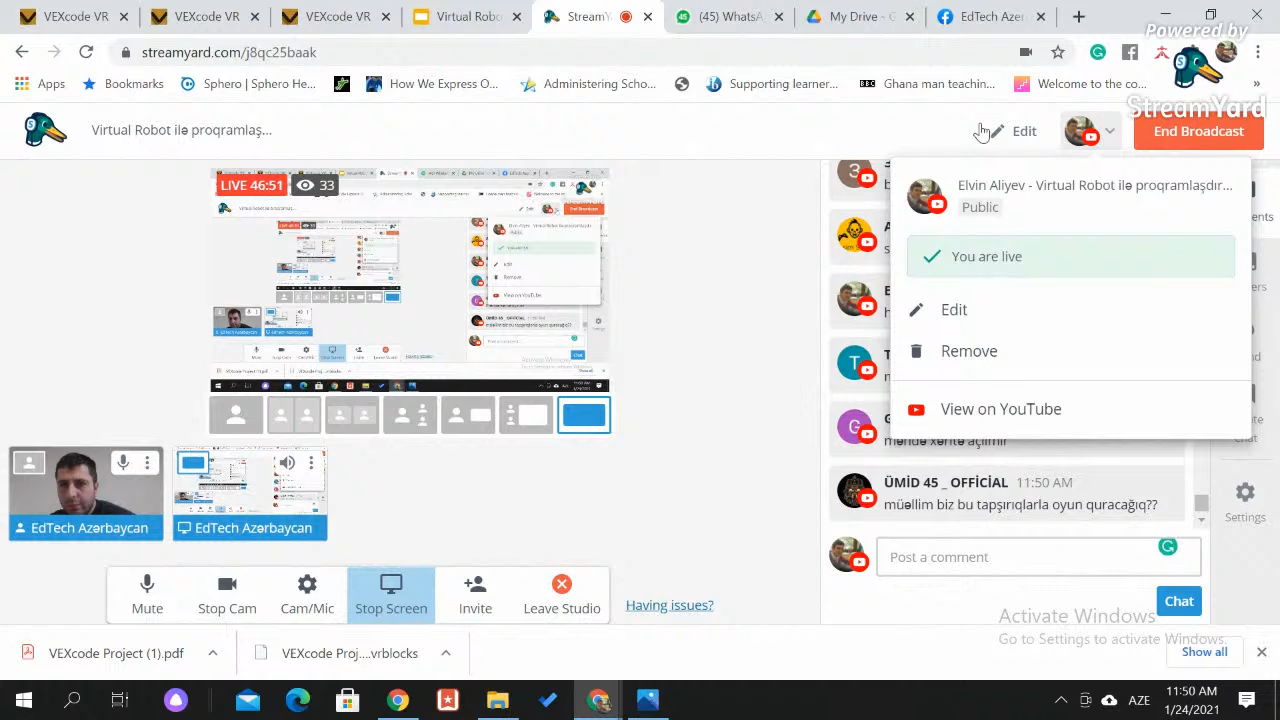 VEXcode VR
VEXcode VR
VEXcode VR
Virtual Robo
StreamY
(45) WhatsA
My Drive - G
EdTech Aze
streamyard.com/j8qc25baak
Powered by
StreamYard
Apps
Bookmarks
Sphero | Sphero He...
How We Express O...
Administering Scho...
Supporting learner...
Ghana man teachin...
Welcome to the co...
Virtual Robot ilə proqramlaş...
Edit
End Broadcast
LIVE 46:51
33
Elvin Aliyev - Virtual Robot ilə proqramlaşdır...
Public
You are live
Edit
Remove
View on YouTube
məndə xəritə açılmır
ÜMİD 45 _ OFFİCİAL 11:50 AM
müəllim biz bu tapşırıqlarla oyun quracağıq??
Post a comment
Chat
EdTech Azərbaycan
EdTech Azərbaycan
Mute
Stop Cam
Cam/Mic
Stop Screen
Invite
Leave Studio
Having issues?
Settings
Activate Windows
Go to Settings to activate Windows.
VEXcode Project (1).pdf
VEXcode Proj....vrblocks
Show all
AZE
11:50 AM
1/24/2021